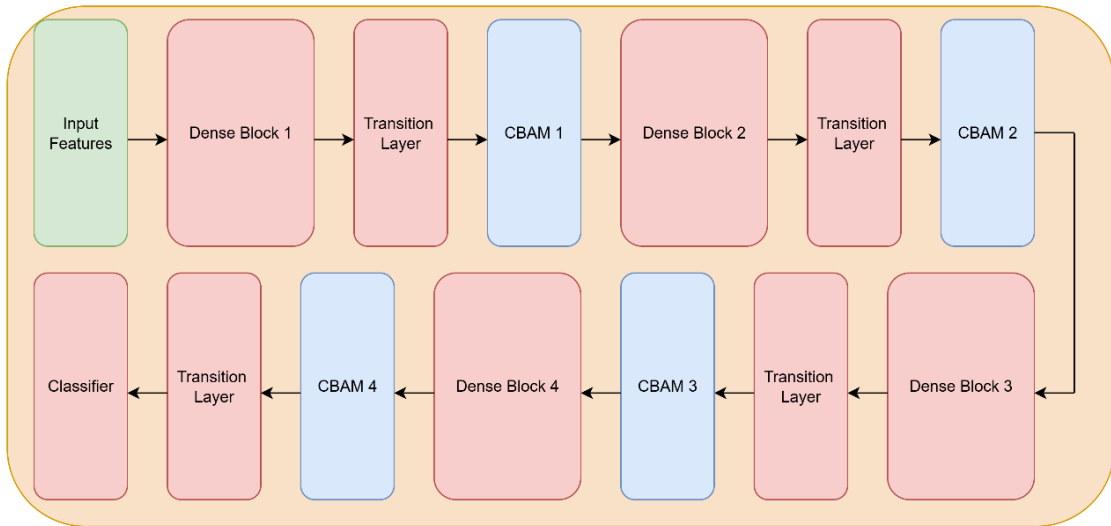 Input
Features
Dense Block 1
Transition
Layer
CBAM 1
Dense Block 2
Transition
Layer
CBAM 2
Classifier
Transition
Layer
CBAM 4
Dense Block 4
CBAM 3
Transition
Layer
Dense Block 3